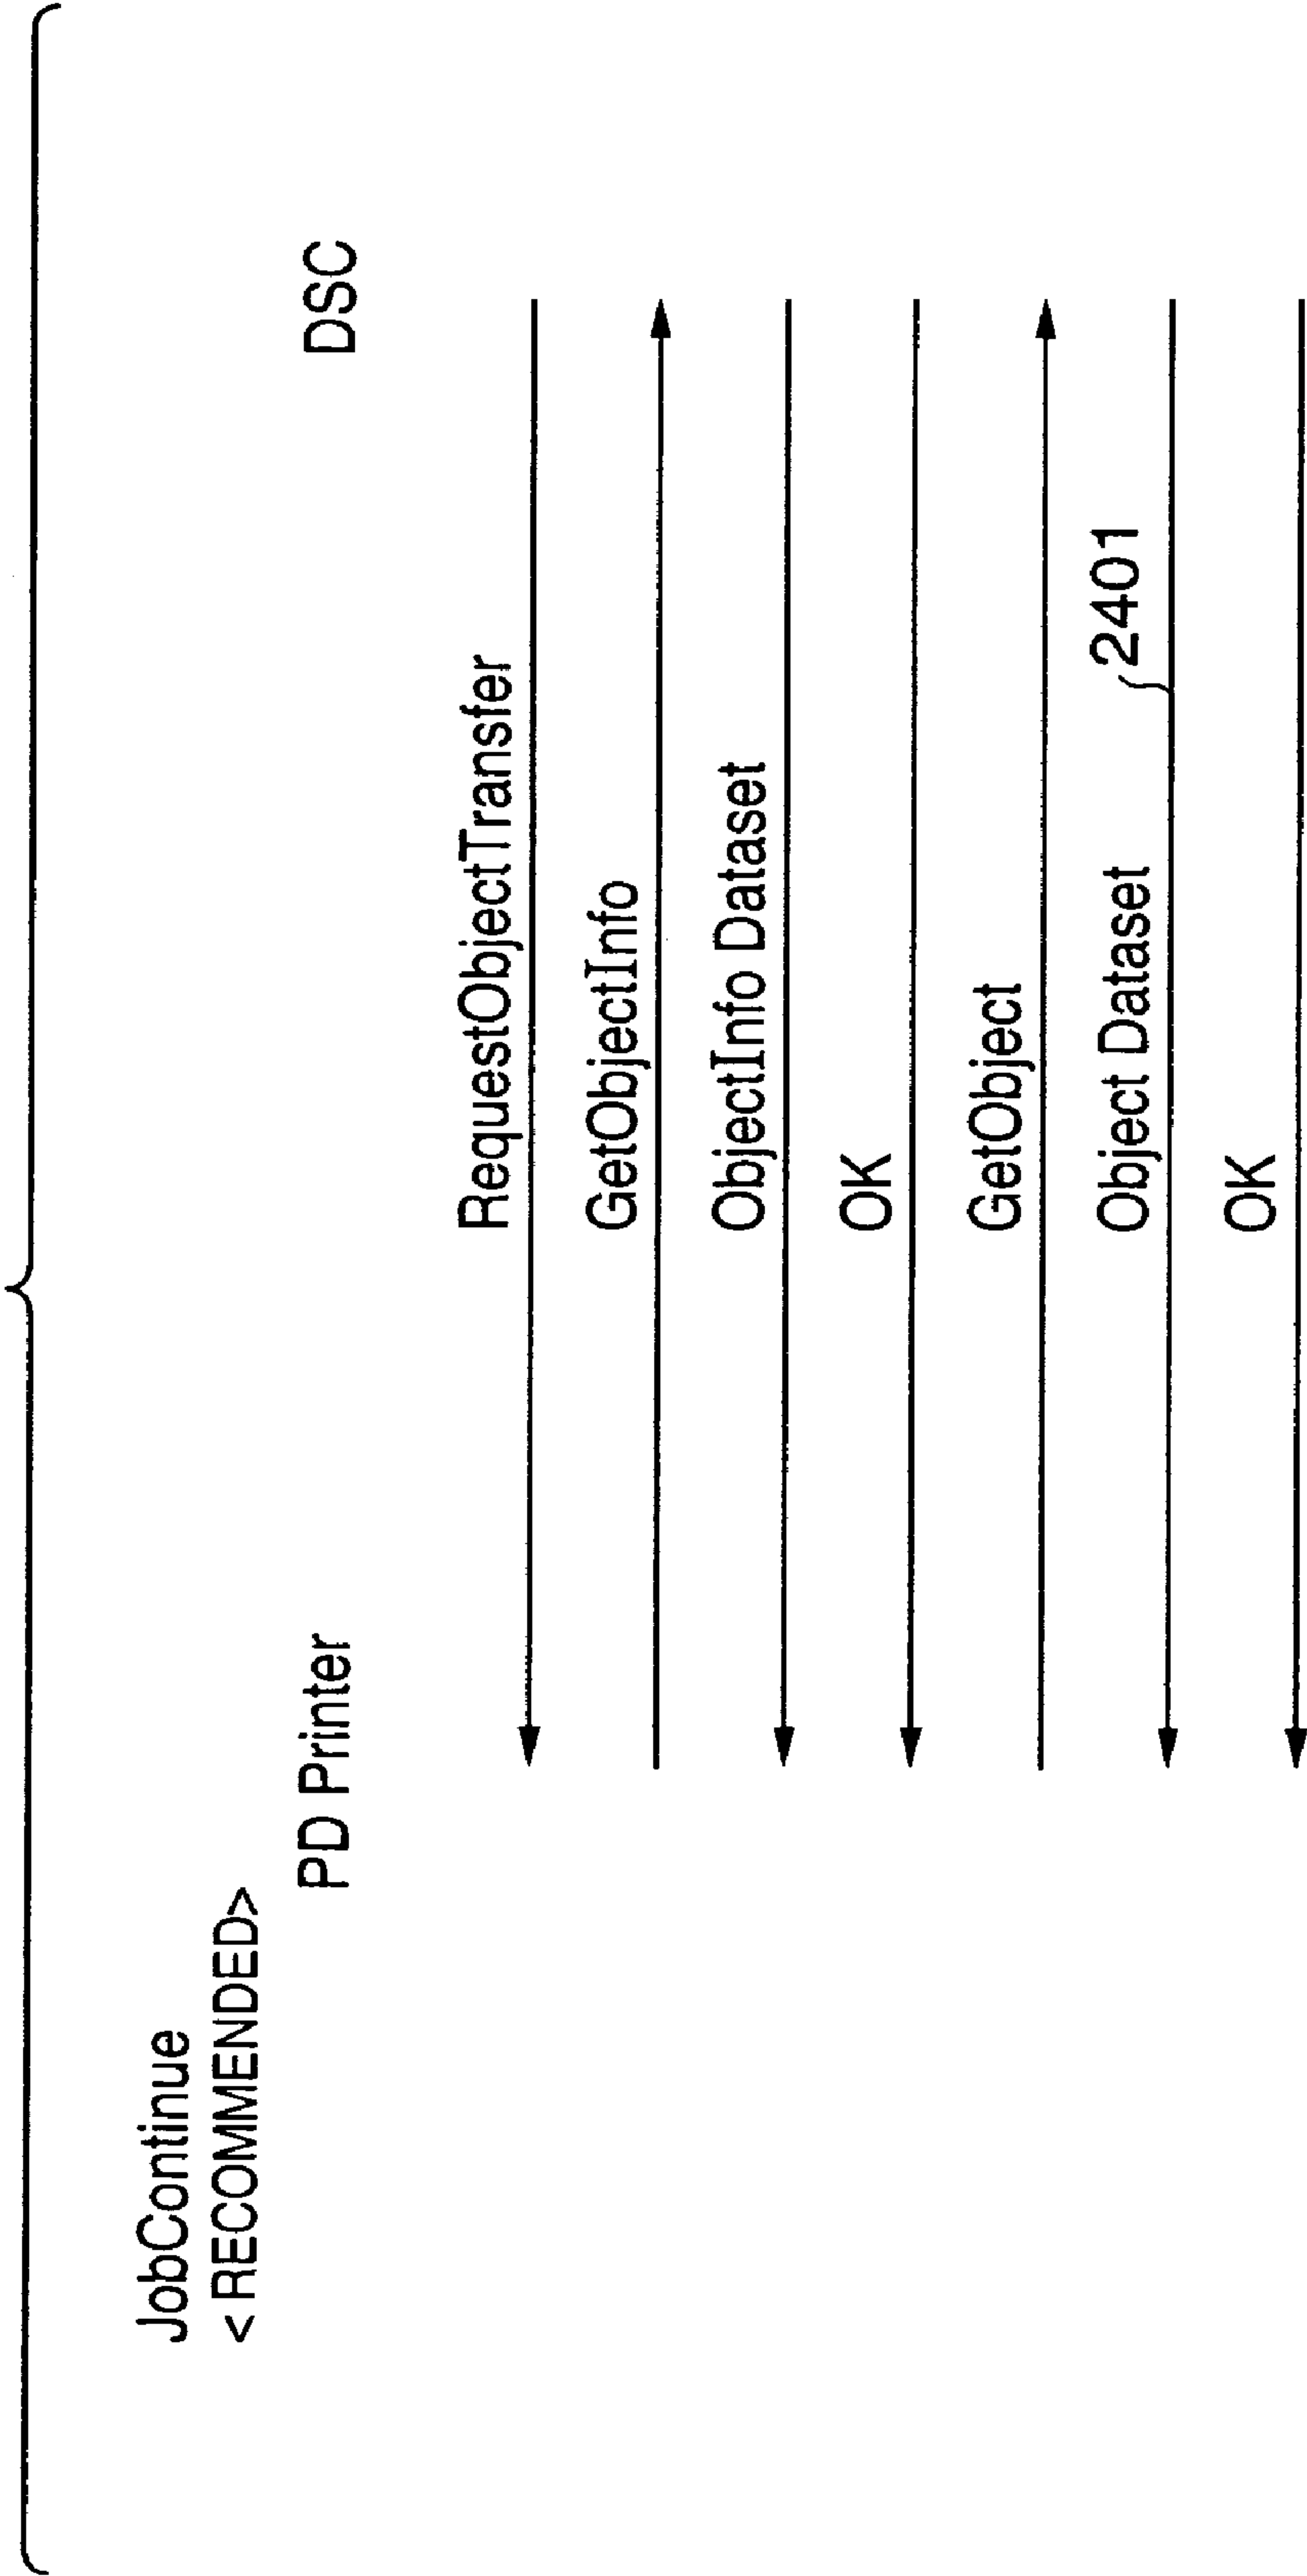 JobContinue
<RECOMMENDED>
PD Printer
DSC
RequestObjectTransfer
GetObjectInfo
ObjectInfo Dataset
OK
GetObject
2401
Object Dataset
OK